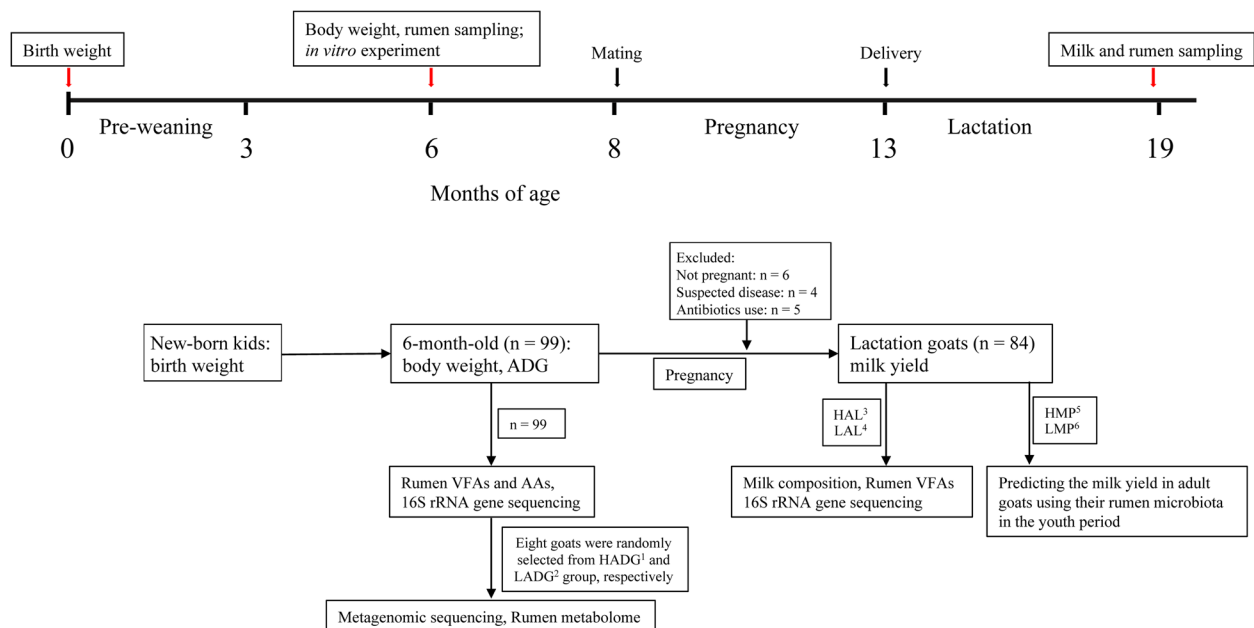 Birth weight
Body weight, rumen sampling;
in vitro experiment
Mating
Delivery
Milk and rumen sampling
Pre-weaning
Pregnancy
Lactation
0
3
6
8
13
19
Months of age
Excluded:
Not pregnant: n = 6
Suspected disease: n = 4
Antibiotics use: n = 5
New-born kids:
birth weight
6-month-old (n = 99):
body weight, ADG
Pregnancy
Lactation goats (n = 84)
milk yield
n = 99
HAL³
LAL⁴
HMP⁵
LMP⁶
Rumen VFAs and AAs,
16S rRNA gene sequencing
Milk composition, Rumen VFAs
16S rRNA gene sequencing
Predicting the milk yield in adult
goats using their rumen microbiota
in the youth period
Eight goats were randomly
selected from HADG¹ and
LADG² group, respectively
Metagenomic sequencing, Rumen metabolome